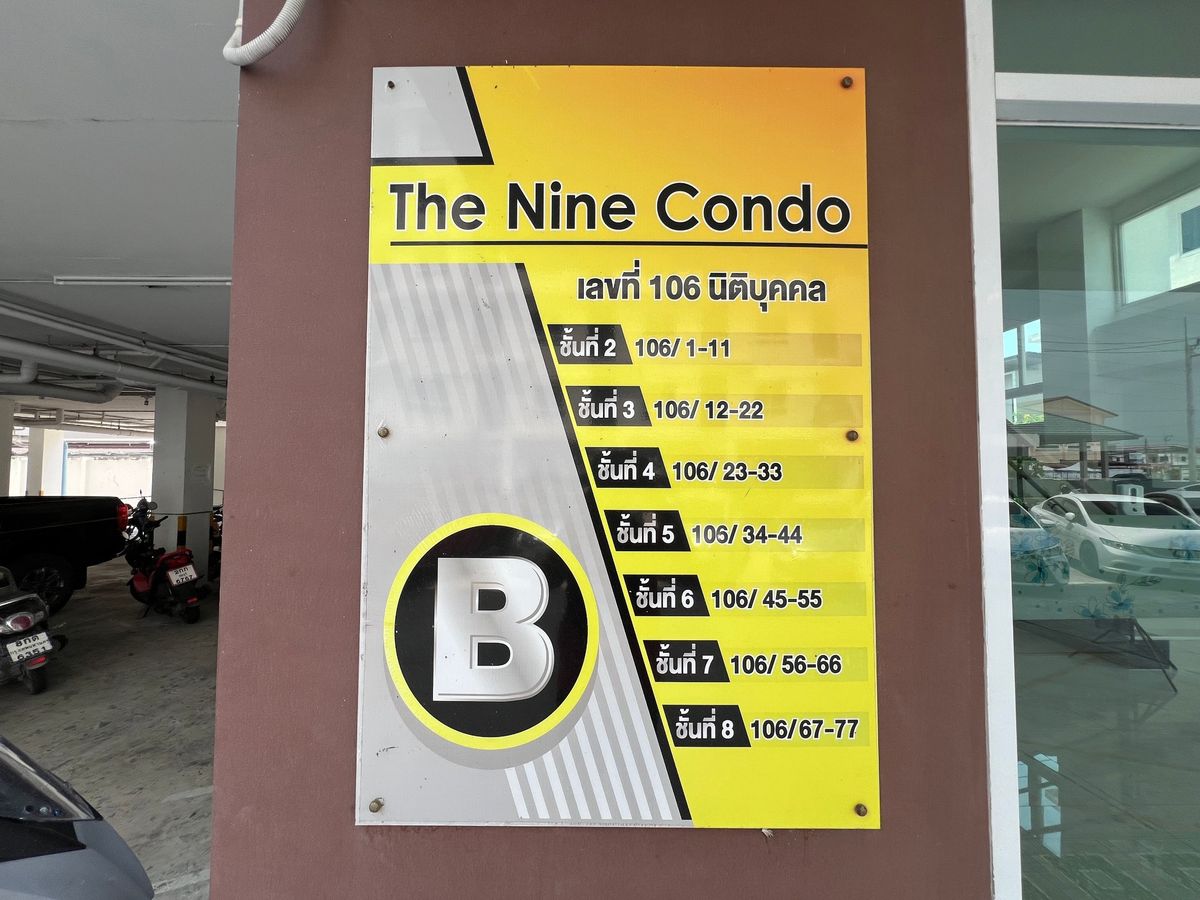 The Nine Condo
เลขที่ 106 นิติบุคคล
ชั้นที่ 2 106/ 1-11
ชั้นที่ 3 106/ 12-22
ชั้นที่ 4 106/ 23-33
ชั้นที่ 5 106/ 34-44
ชั้นที่ 6 106/ 45-55
ชั้นที่ 7 106/ 56-66
ชั้นที่ 8 106/67-77
B